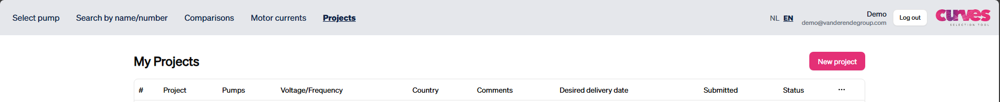 Select pump Search by name/number Comparisons Motor currents Projects NL EN Demo Log out curves
demo@vanderendegroup.com SELECTION TOOL
My Projects New project
# Project Pumps Voltage/Frequency Country Comments Desired delivery date Submitted Status ···